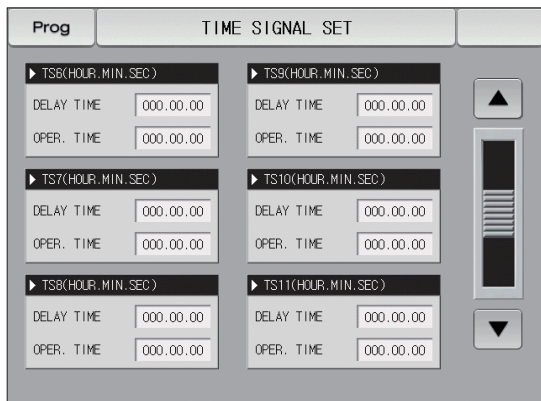 Prog
TIME SIGNAL SET
TS6(HOUR.MIN.SEC)
DELAY TIME 000.00.00
OPER. TIME 000.00.00
TS7(HOUR.MIN.SEC)
DELAY TIME 000.00.00
OPER. TIME 000.00.00
TS8(HOUR.MIN.SEC)
DELAY TIME 000.00.00
OPER. TIME 000.00.00
TS9(HOUR.MIN.SEC)
DELAY TIME 000.00.00
OPER. TIME 000.00.00
TS10(HOUR.MIN.SEC)
DELAY TIME 000.00.00
OPER. TIME 000.00.00
TS11(HOUR.MIN.SEC)
DELAY TIME 000.00.00
OPER. TIME 000.00.00